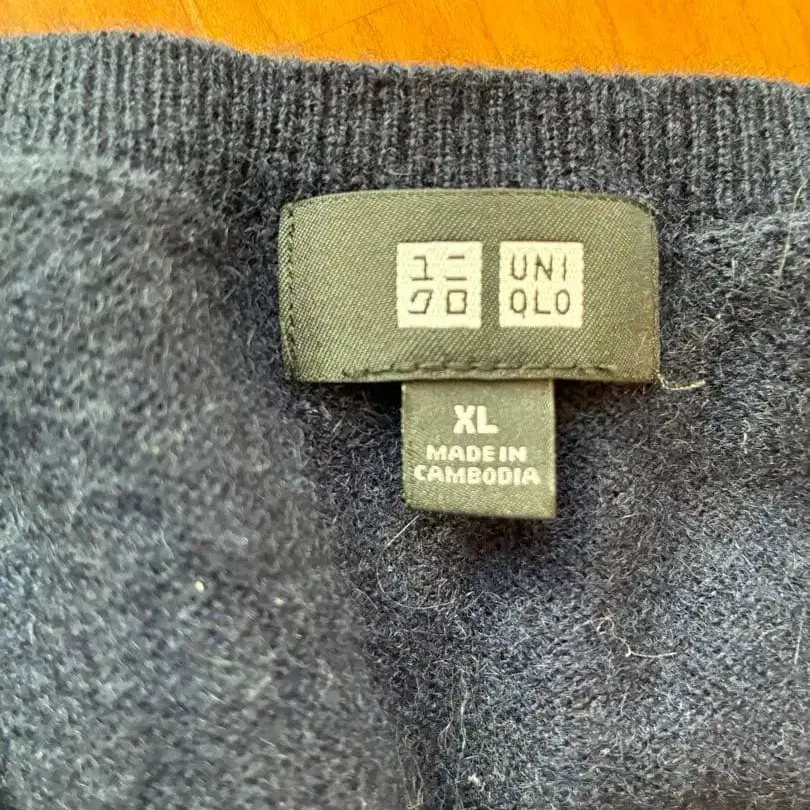 ユニ
クロ
UNI
QLO
XL
MADE IN
CAMBODIA